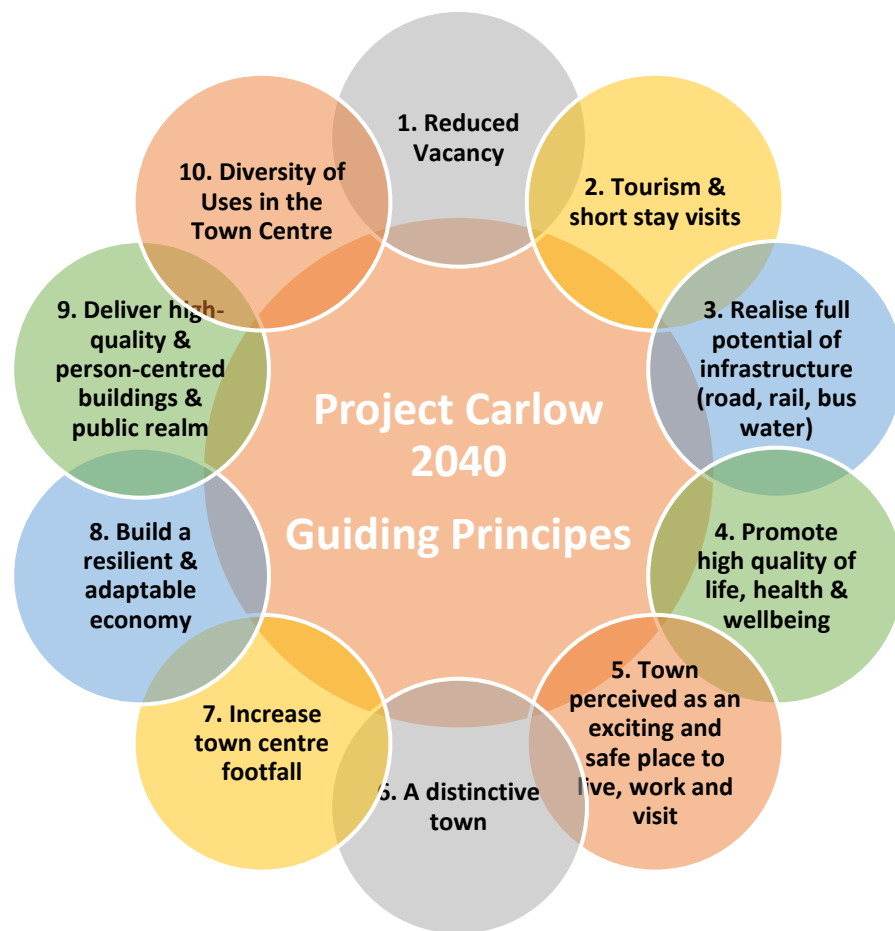 Project Carlow
2040
Guiding Principes
1. Reduced
Vacancy
2. Tourism &
short stay visits
3. Realise full
potential of
infrastructure
(road, rail, bus
water)
4. Promote
high quality of
life, health &
wellbeing
5. Town
perceived as an
exciting and
safe place to
live, work and
visit
6. A distinctive
town
7. Increase
town centre
footfall
8. Build a
resilient &
adaptable
economy
9. Deliver high-
quality &
person-centred
buildings &
public realm
10. Diversity of
Uses in the
Town Centre